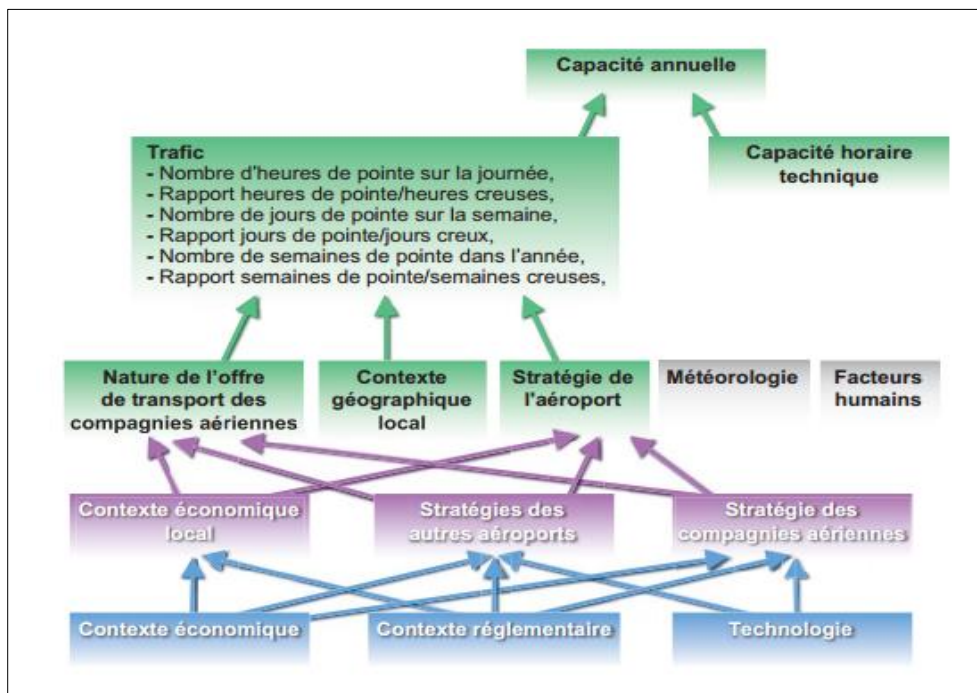 Capacité annuelle
Trafic
- Nombre d'heures de pointe sur la journée,
- Rapport heures de pointe/heures creuses,
- Nombre de jours de pointe sur la semaine,
- Rapport jours de pointe/jours creux,
- Nombre de semaines de pointe dans l'année,
- Rapport semaines de pointe/semaines creuses,
Capacité horaire
technique
Nature de l'offre
de transport des
compagnies aériennes
Contexte
géographique
local
Stratégie de
l'aéroport
Météorologie
Facteurs
humains
Contexte économique
local
Stratégies des
autres aéroports
Stratégie des
compagnies aériennes
Contexte économique
Contexte réglementaire
Technologie